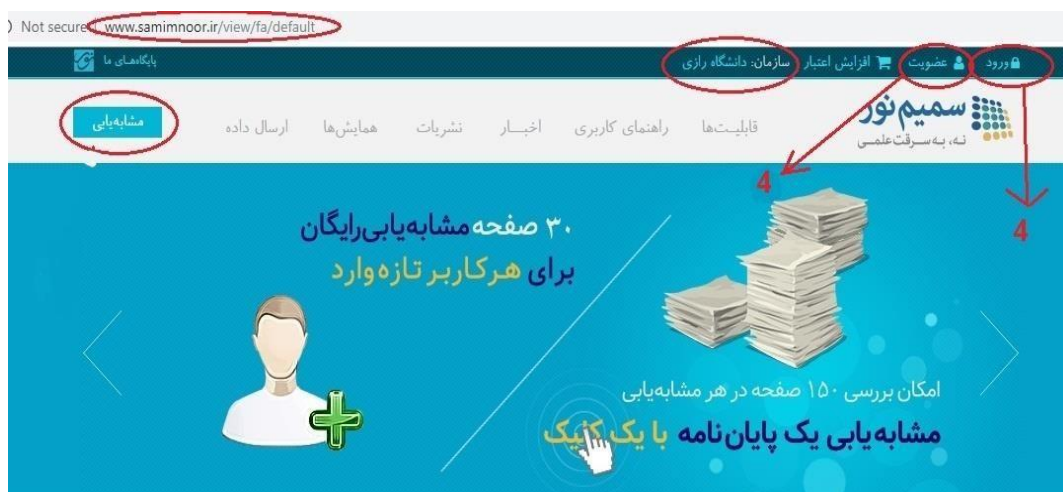 Not secure www.samimnoor.ir/view/fa/default
ورود عضویت افزایش اعتبار سازمان: دانشگاه رازی پایگاه‌های ما
سمیم نور
نه، به سرقت علمی
قابلیت‌ها راهنمای کاربری اخبار نشریات همایش‌ها ارسال داده مشابه‌یابی
4
4
۳۰ صفحه مشابه‌یابی رایگان
برای هر کاربر تازه‌وارد
امکان بررسی ۱۵۰ صفحه در هر مشابه‌یابی
مشابه‌یابی یک پایان‌نامه با یک کلیک